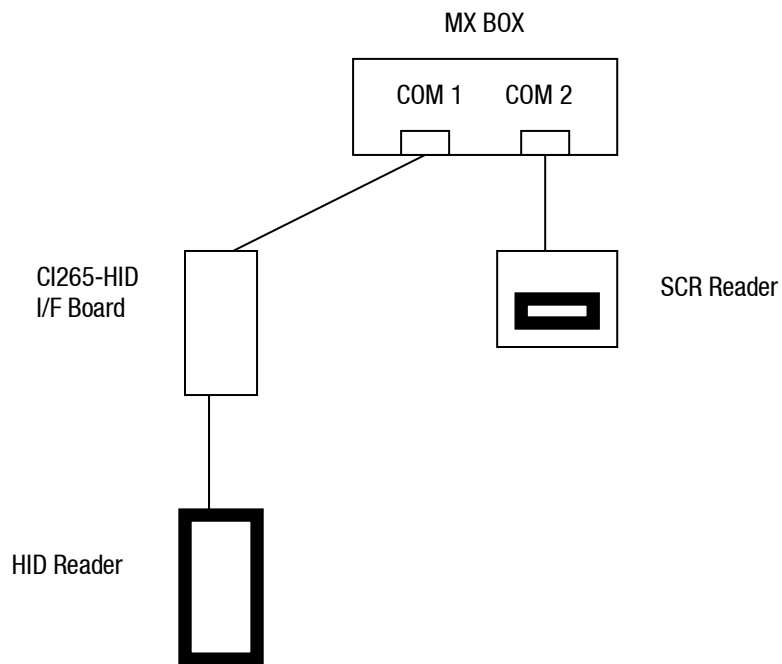 MX BOX
COM 1 COM 2
CI265-HID
I/F Board
SCR Reader
HID Reader